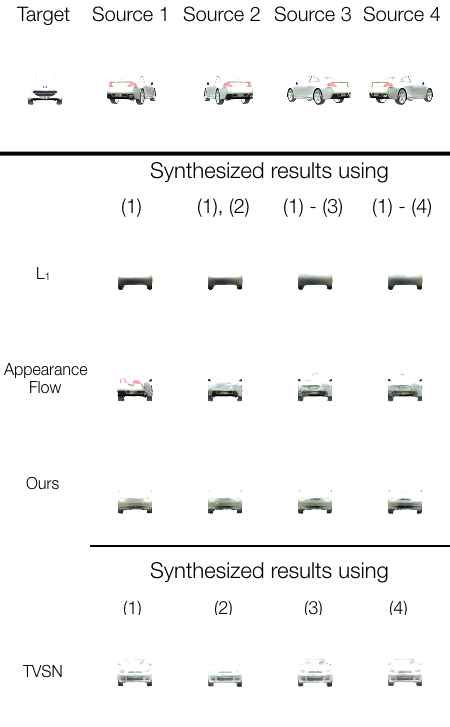 Target Source 1 Source 2 Source 3 Source 4
Synthesized results using
(1) (1), (2) (1) - (3) (1) - (4)
L₁
Appearance
Flow
Ours
Synthesized results using
(1) (2) (3) (4)
TVSN